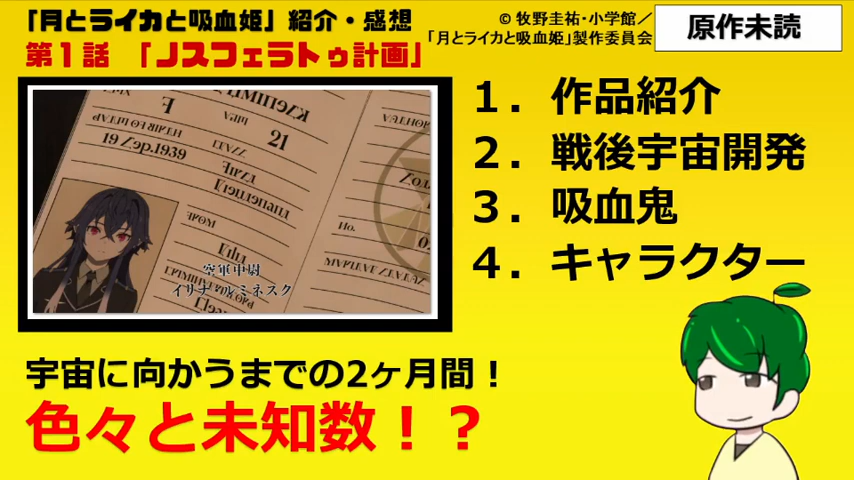 「月とライカと吸血姫」紹介・感想
第１話 「ノスフェラトゥ計画」
© 牧野圭祐・小学館／
「月とライカと吸血姫」製作委員会
原作未読
21
空軍中尉
イリナ・ルミネスク
１．作品紹介
２．戦後宇宙開発
３．吸血鬼
４．キャラクター
宇宙に向かうまでの2ヶ月間！
色々と未知数！？